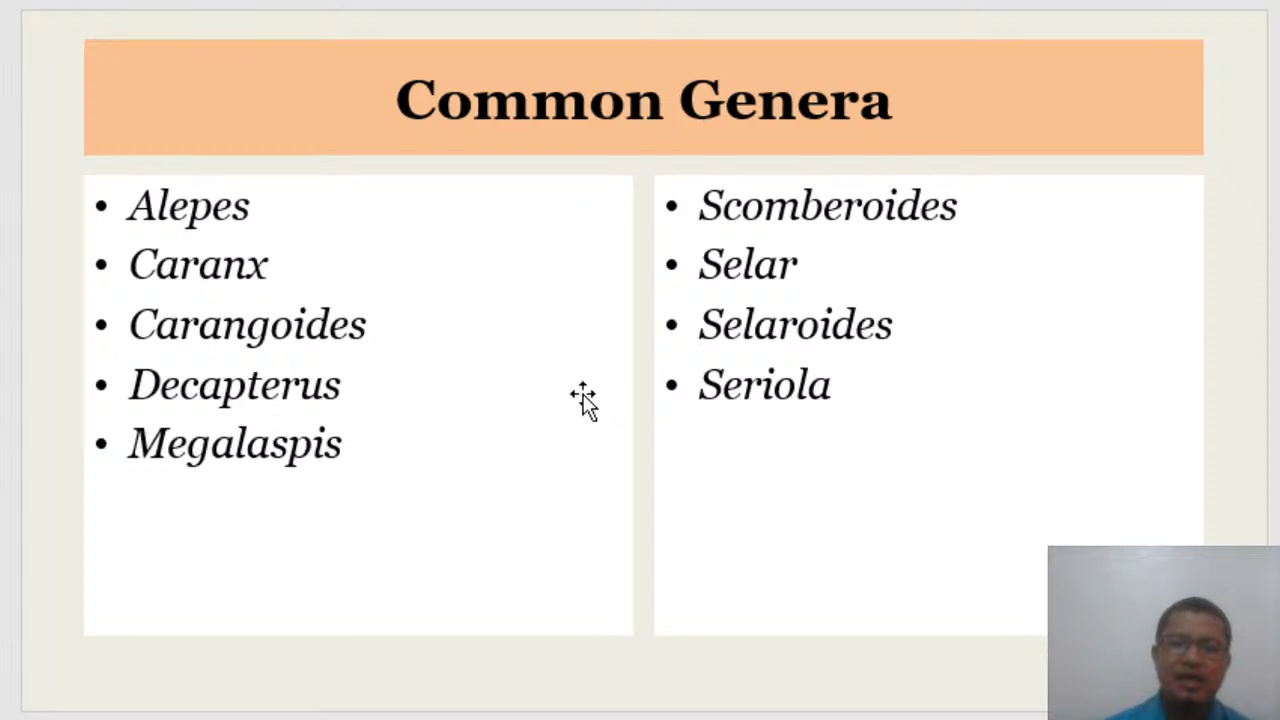 Common Genera
• Alepes
• Caranx
• Carangoides
• Decapterus
• Megalaspis
• Scomberoides
• Selar
• Selaroides
• Seriola